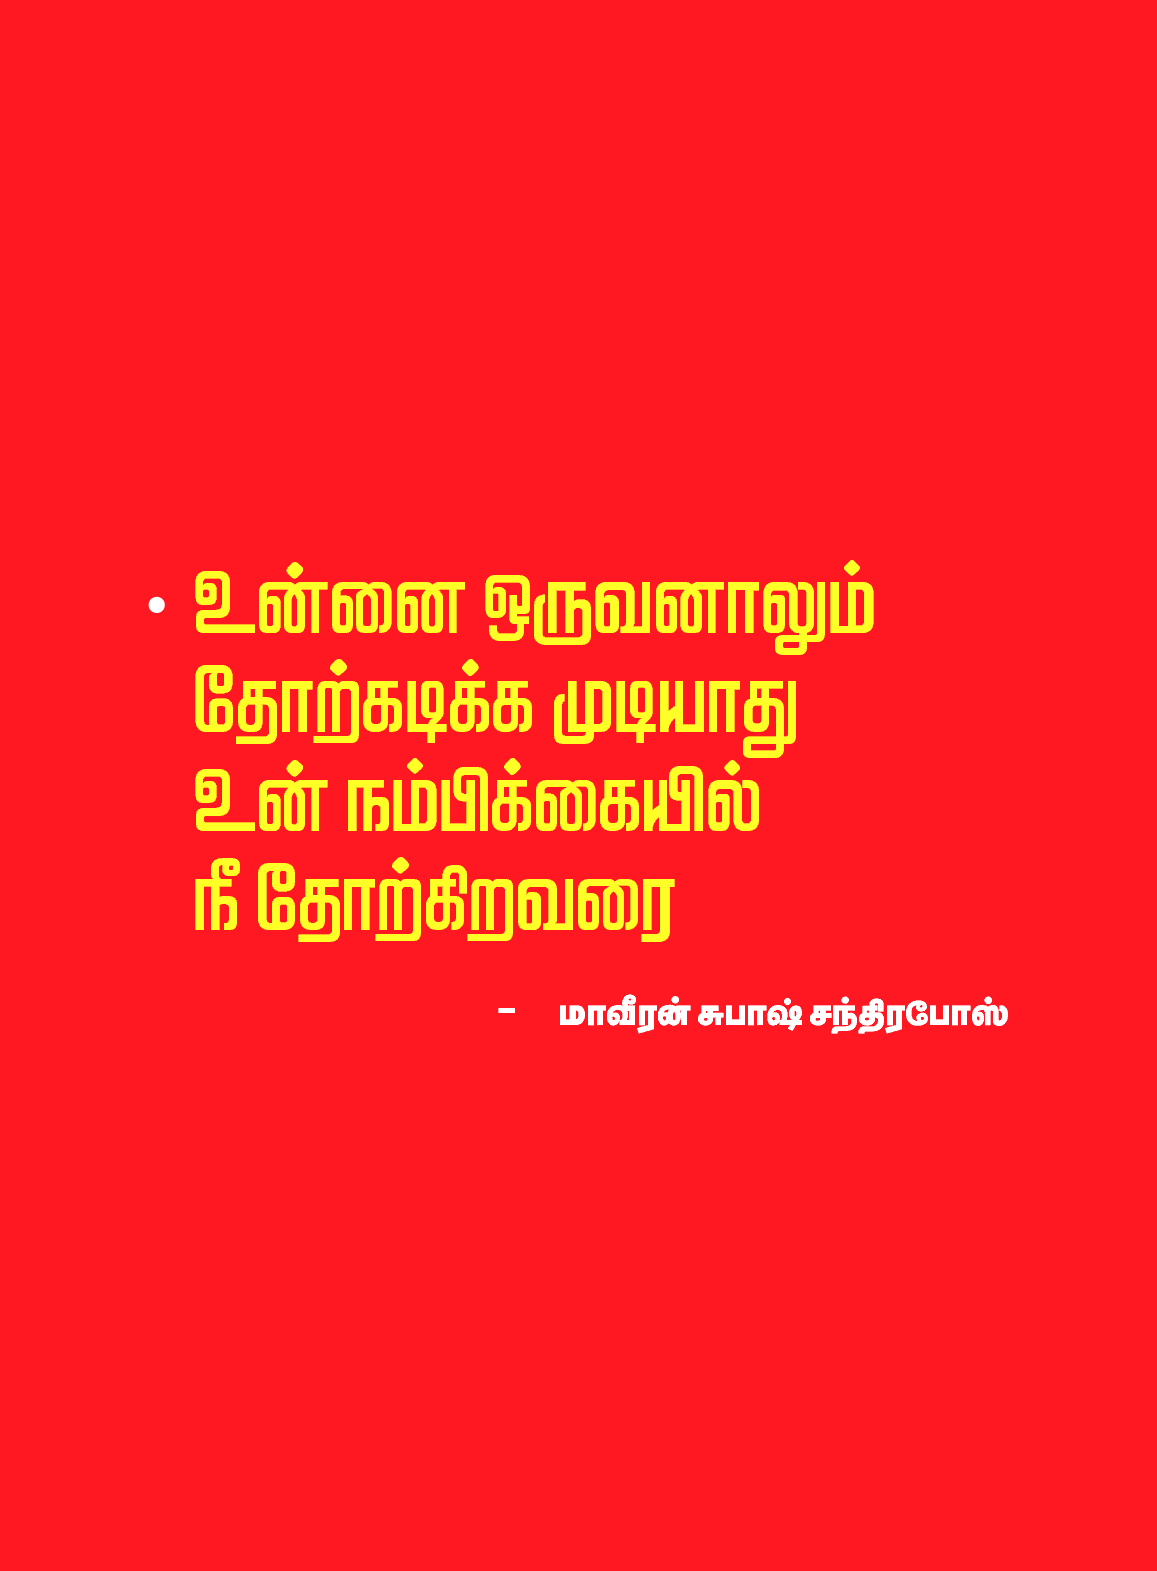 • உன்னை ஒருவனாலும்
தோற்கடிக்க முடியாது
உன் நம்பிக்கையில்
நீ தோற்கிறவரை
- மாவீரன் சுபாஷ் சந்திரபோஸ்